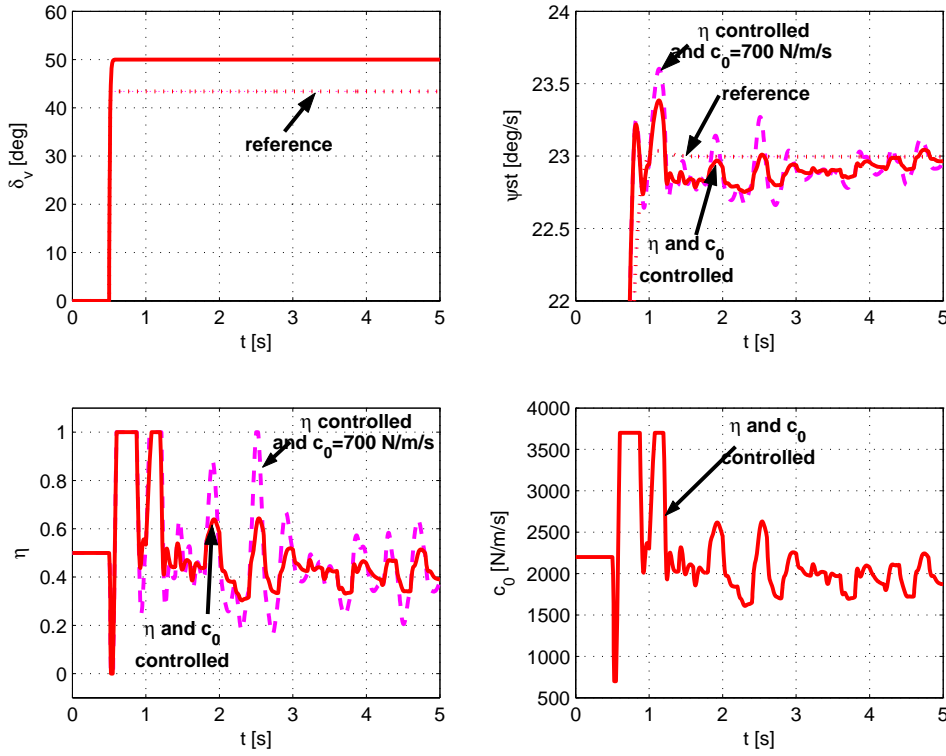 50
40
30
20
10
0
δv [deg]
reference
0 1 2 3 4 5
t [s]
24
23.5
23
22.5
22
ψst [deg/s]
η controlled
and c0=700 N/m/s
reference
η and c0
controlled
0 1 2 3 4 5
t [s]
1
0.8
0.6
0.4
0.2
0
η
η controlled
and c0=700 N/m/s
η and c0
controlled
0 1 2 3 4 5
t [s]
4000
3500
3000
2500
2000
1500
1000
500
c0 [N/m/s]
η and c0
controlled
0 1 2 3 4 5
t [s]
60